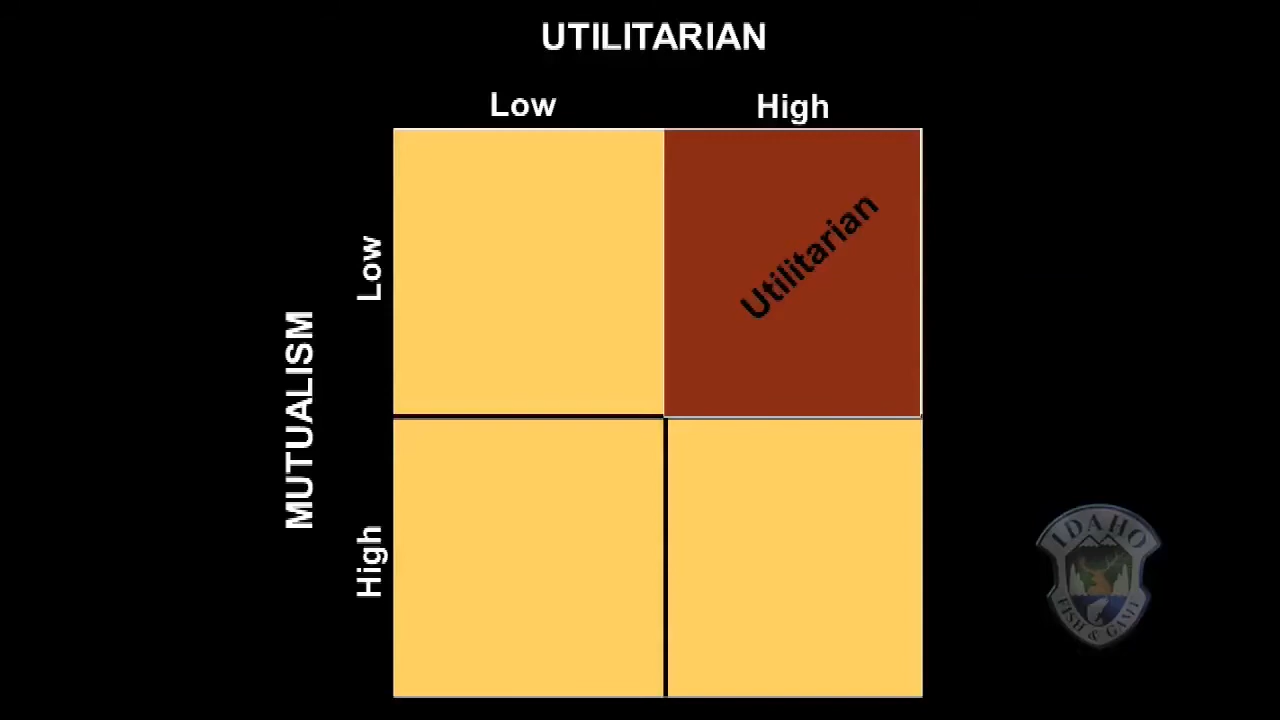 UTILITARIAN
Low
High
MUTUALISM
Low
High
Utilitarian
IDAHO
FISH & GAME